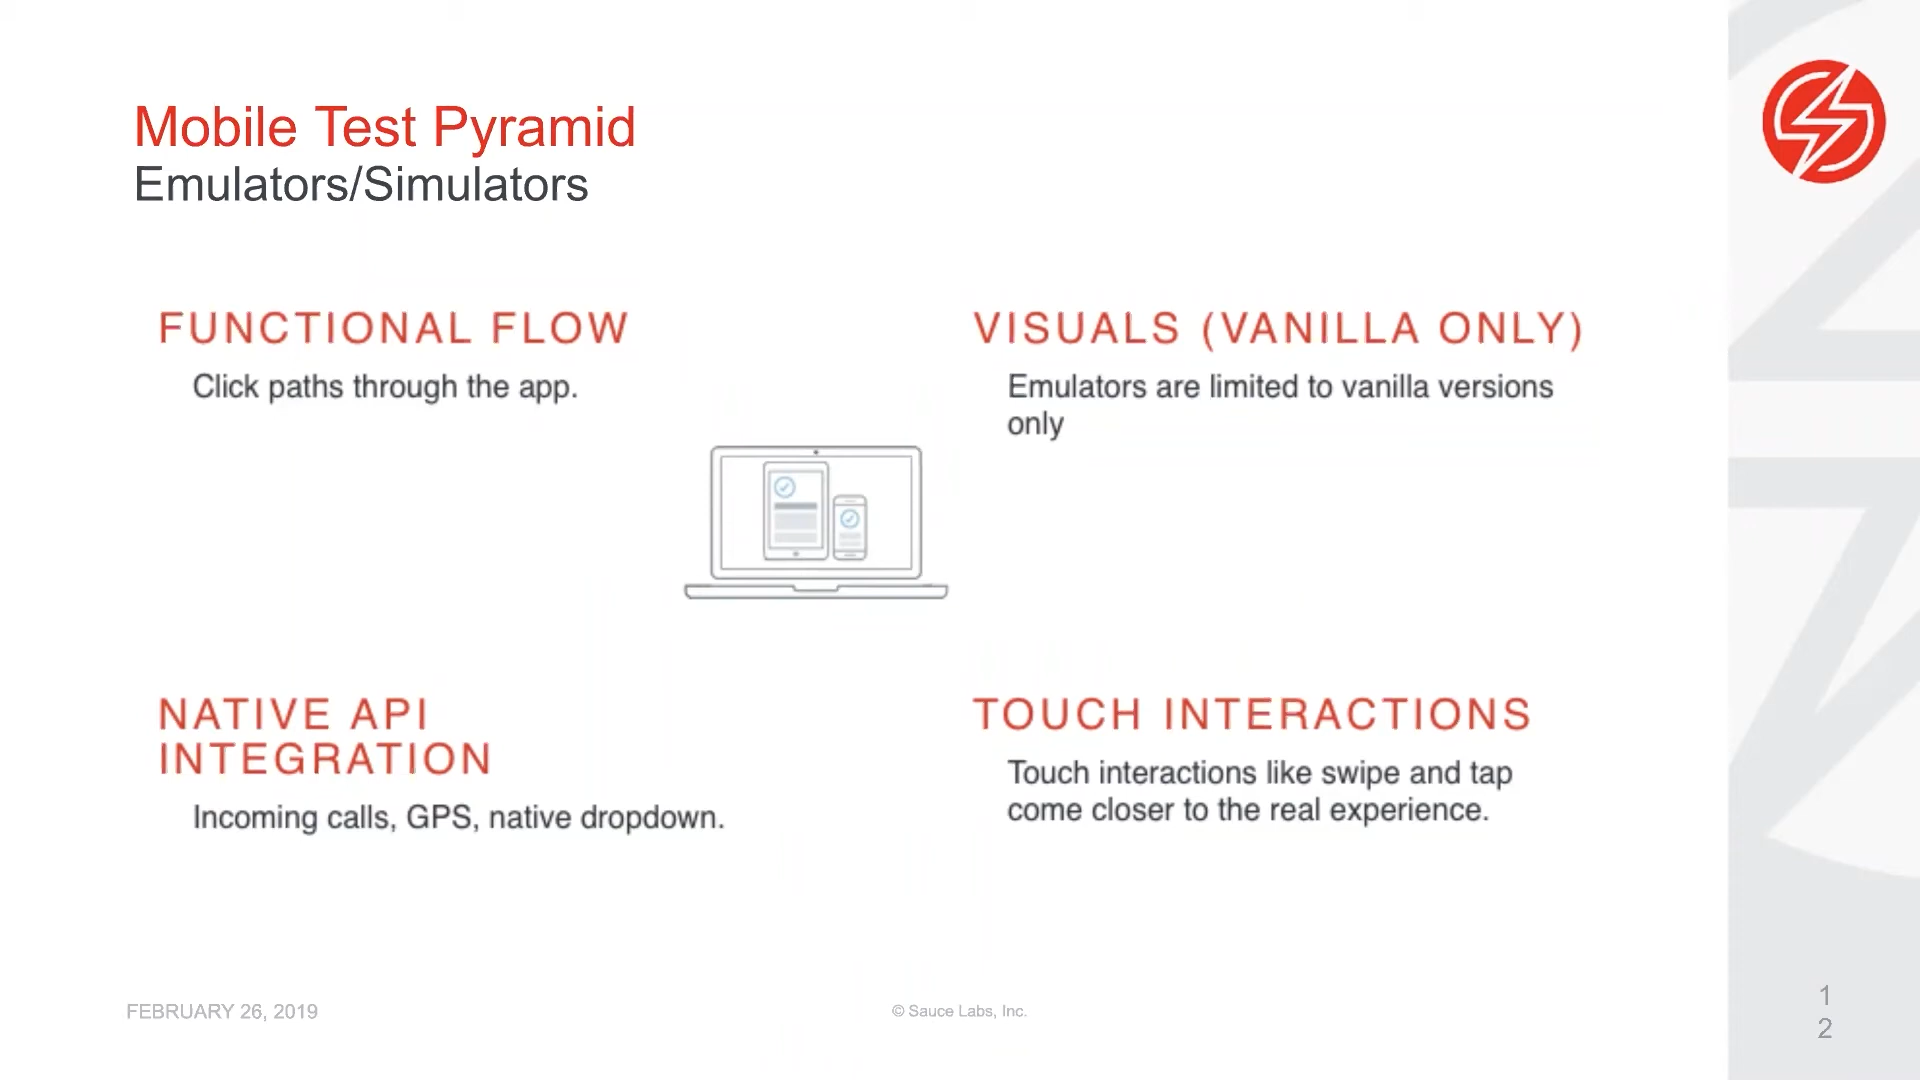 Mobile Test Pyramid
Emulators/Simulators
FUNCTIONAL FLOW
Click paths through the app.
VISUALS (VANILLA ONLY)
Emulators are limited to vanilla versions
only
NATIVE API
INTEGRATION
Incoming calls, GPS, native dropdown.
TOUCH INTERACTIONS
Touch interactions like swipe and tap
come closer to the real experience.
FEBRUARY 26, 2019
© Sauce Labs, Inc.
1
2